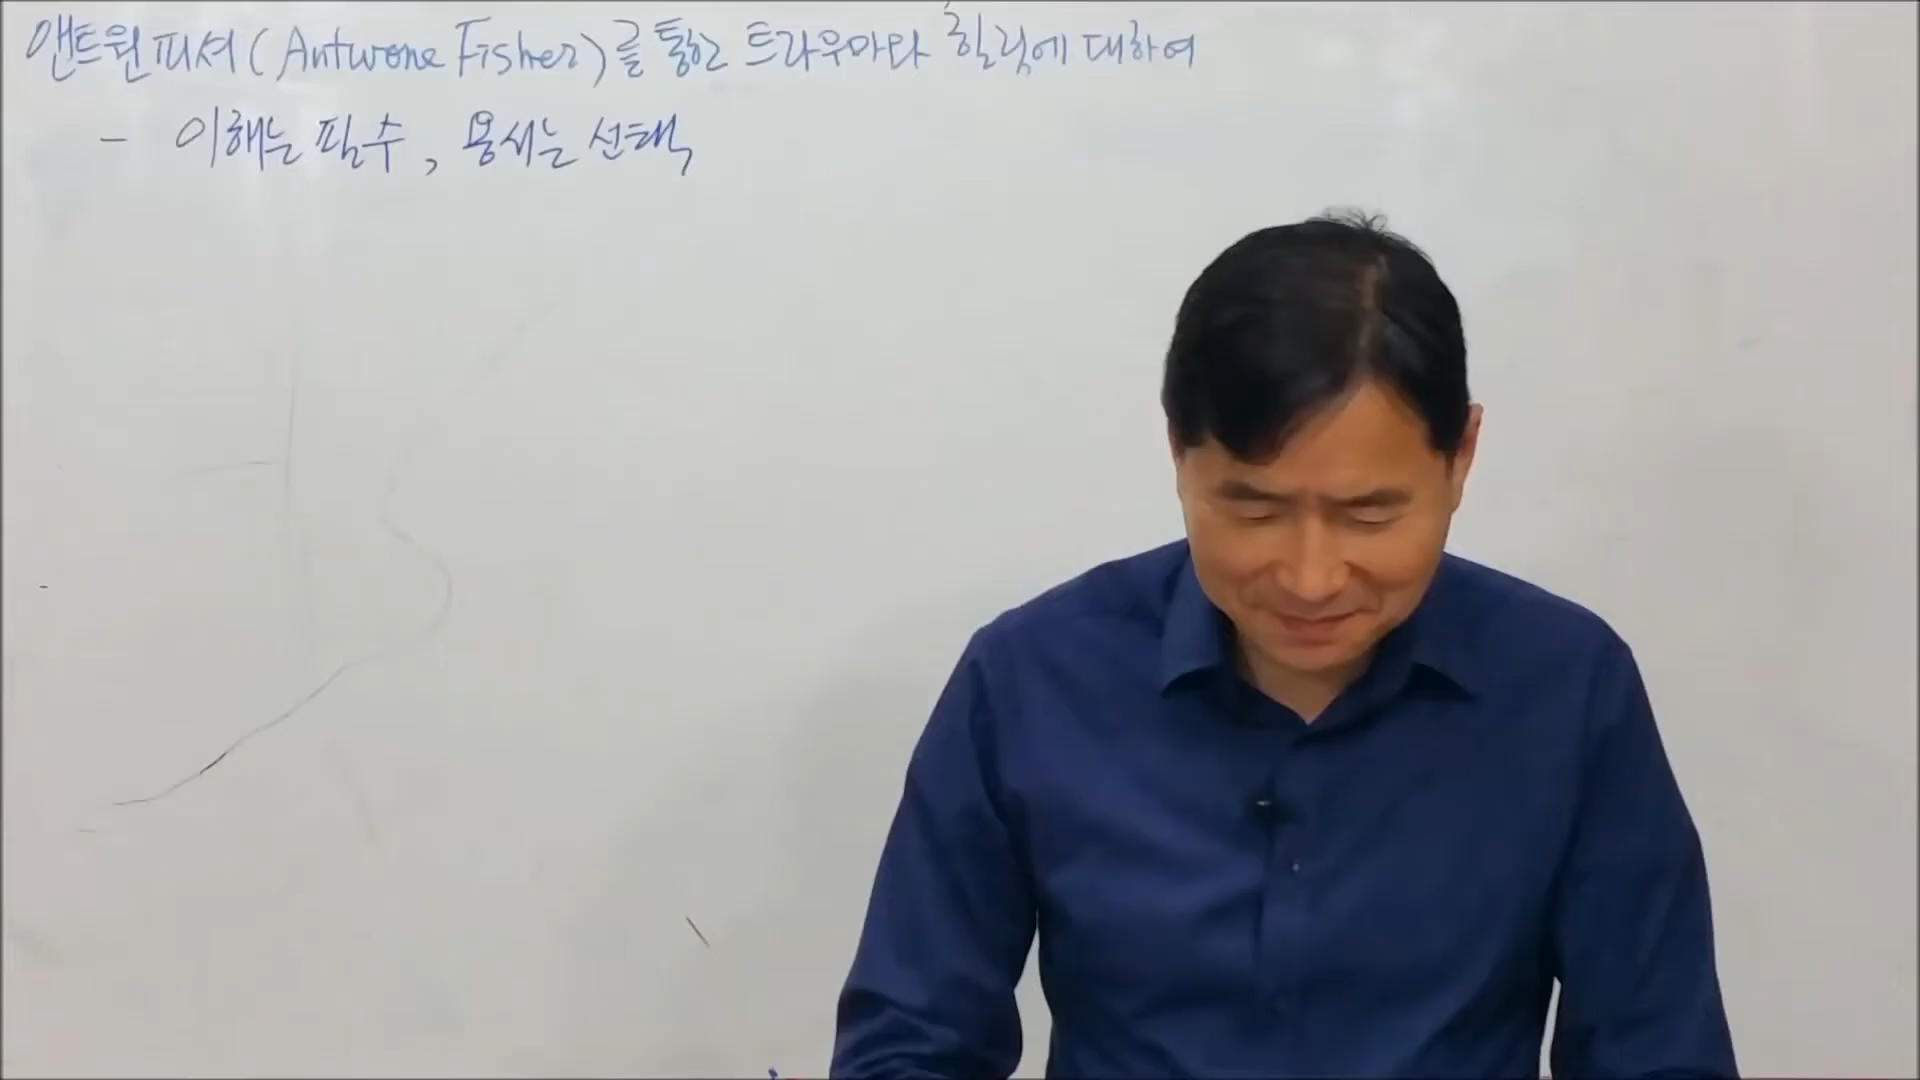 앤트원 피셔(Antwone Fisher)를 통한 트라우마와 힐링에 대하여
- 이해는 필수, 용서는 선택